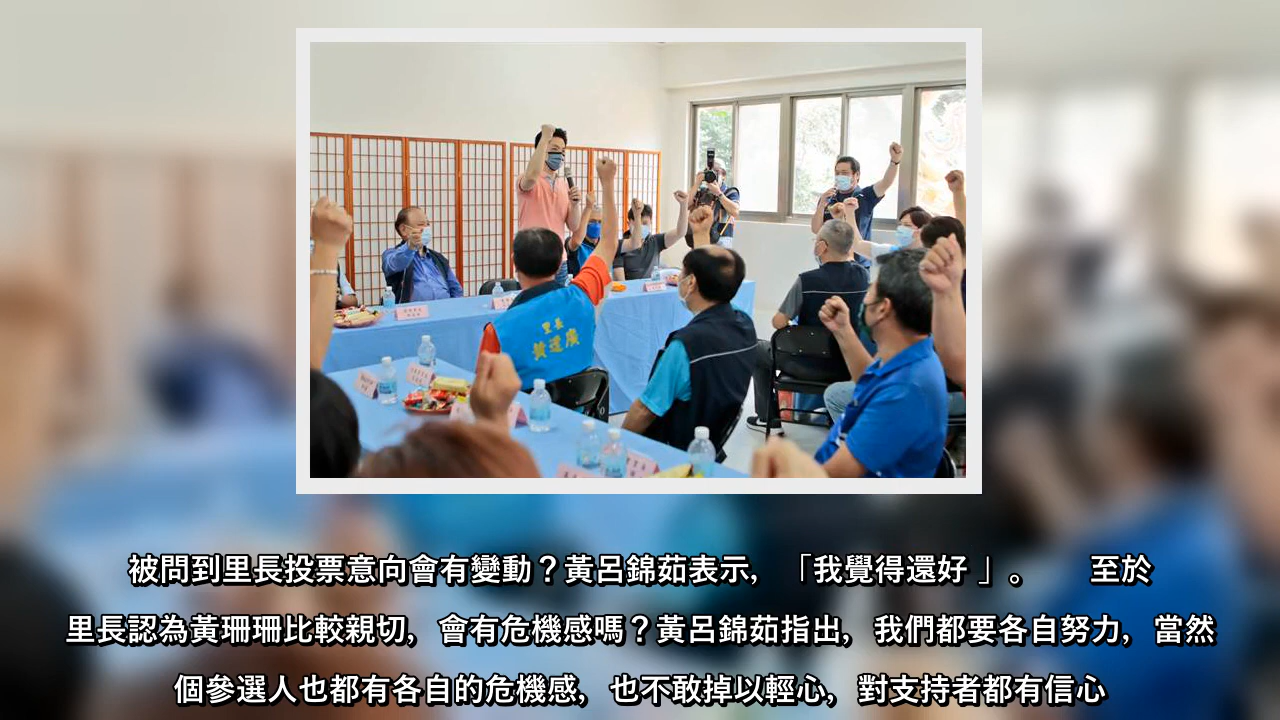 里長
黃運廣
被問到里長投票意向會有變動？黃呂錦茹表示，「我覺得還好 」。　　至於
里長認為黃珊珊比較親切，會有危機感嗎？黃呂錦茹指出，我們都要各自努力，當然
個參選人也都有各自的危機感，也不敢掉以輕心，對支持者都有信心